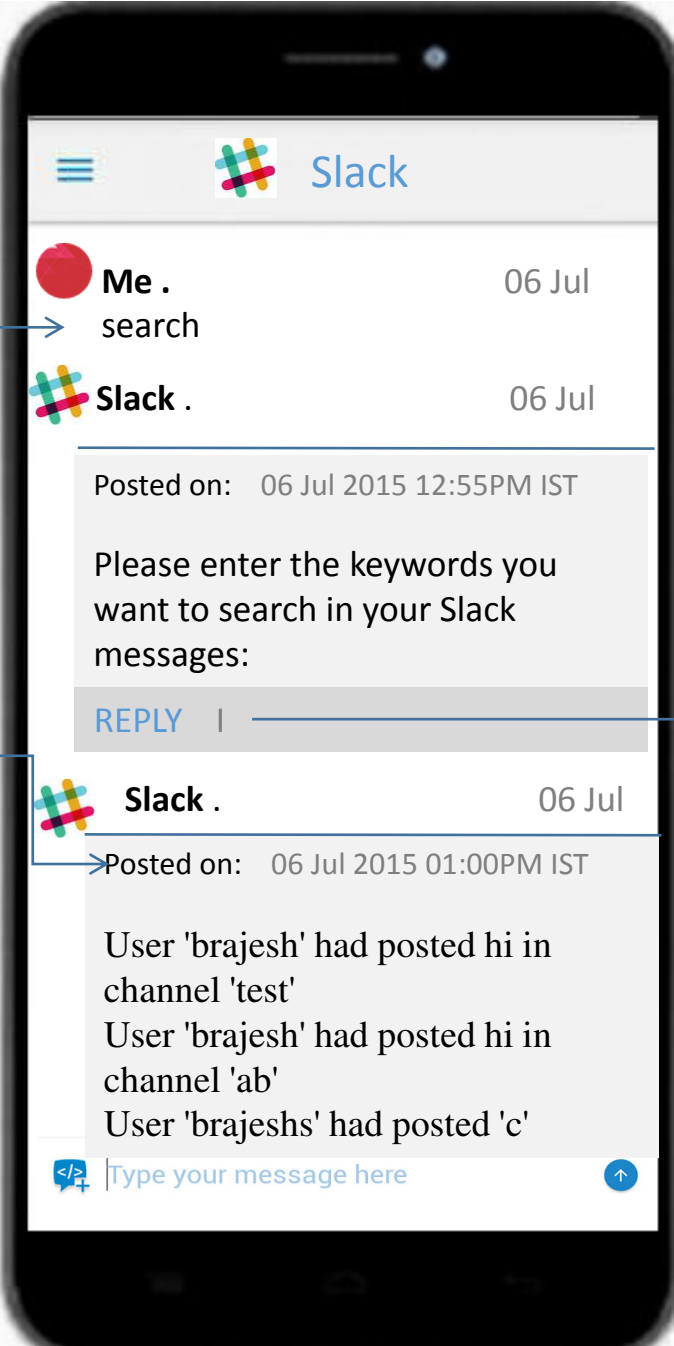 Slack
Me . 06 Jul
search
Slack . 06 Jul
Posted on: 06 Jul 2015 12:55PM IST
Please enter the keywords you
want to search in your Slack
messages:
REPLY |
Slack . 06 Jul
Posted on: 06 Jul 2015 01:00PM IST
User 'brajesh' had posted hi in
channel 'test'
User 'brajesh' had posted hi in
channel 'ab'
User 'brajeshs' had posted 'c'
Type your message here